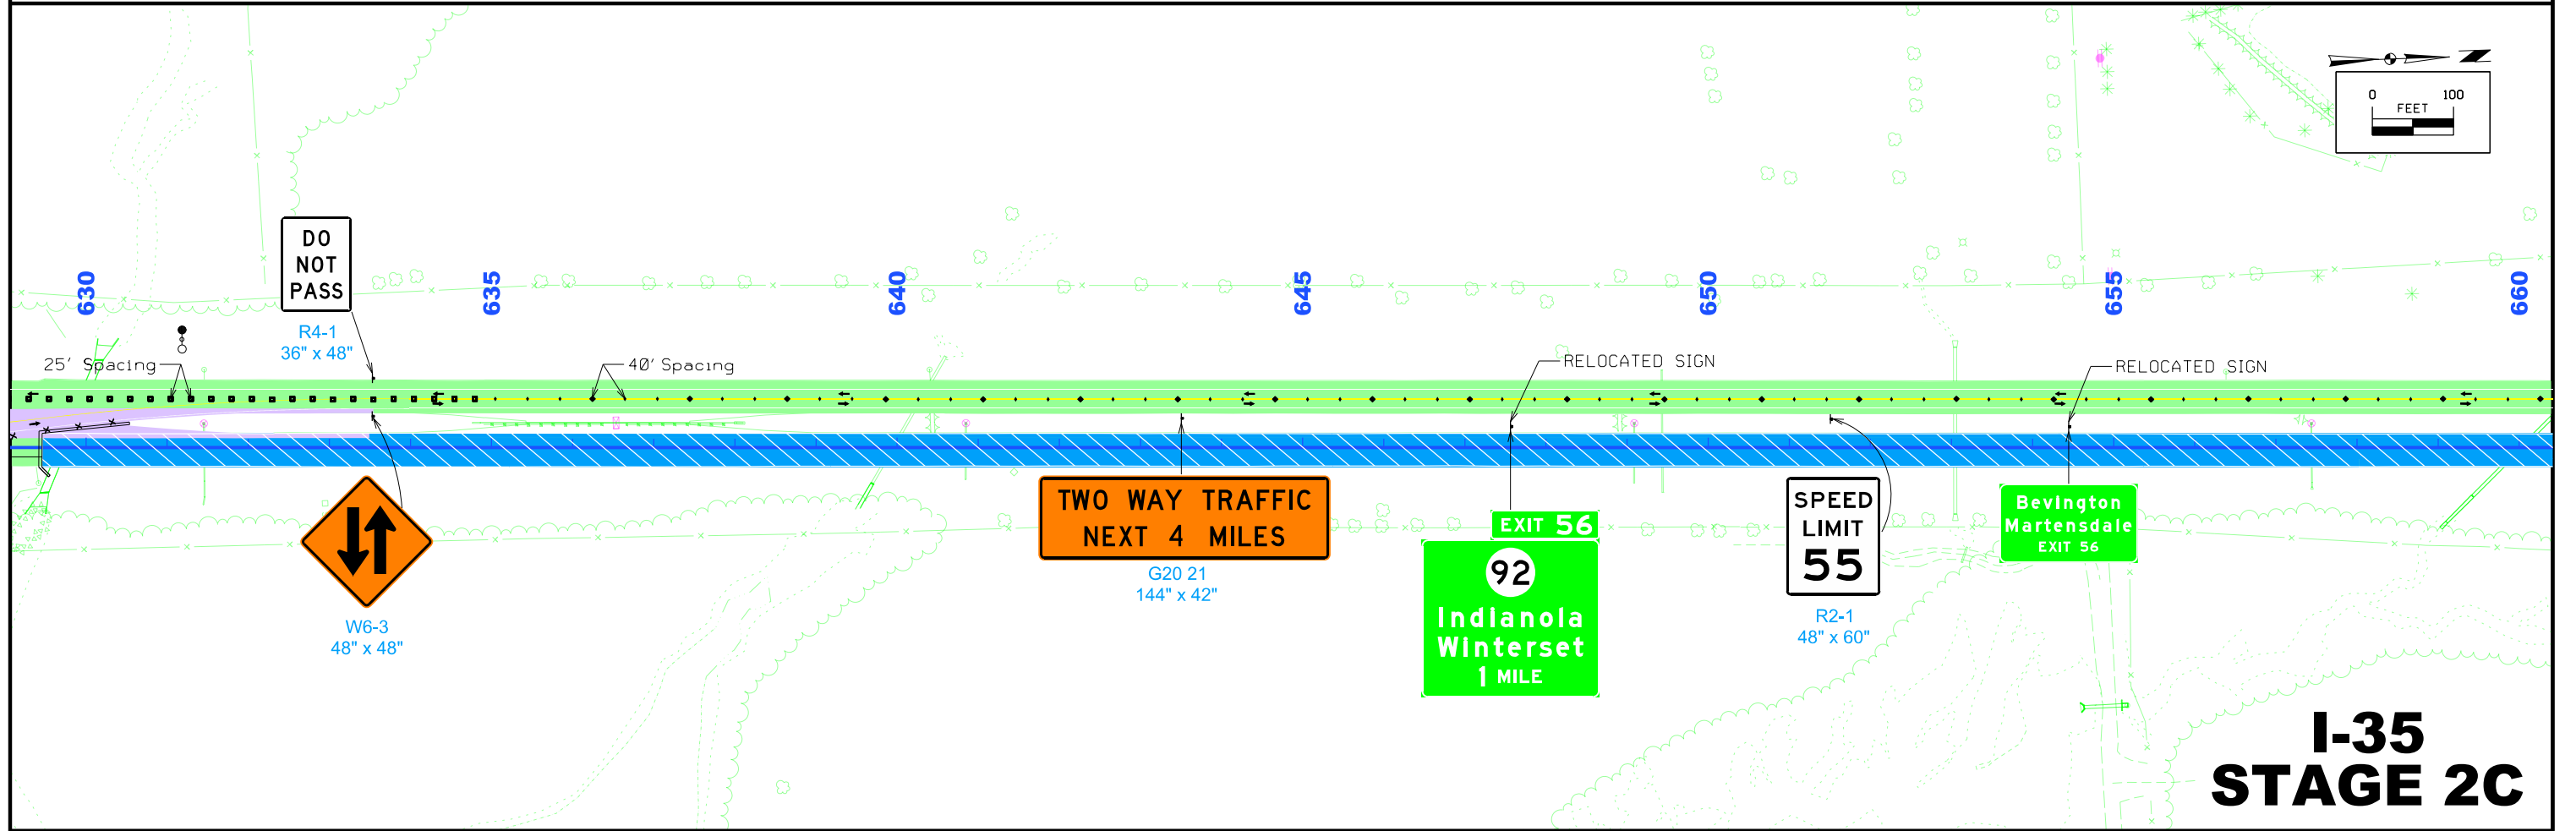 0 100
FEET
630
635
640
645
650
655
660
DO
NOT
PASS
R4-1
36" x 48"
25' Spacing
40' Spacing
RELOCATED SIGN
RELOCATED SIGN
W6-3
48" x 48"
TWO WAY TRAFFIC
NEXT 4 MILES
G20 21
144" x 42"
EXIT 56
92
Indianola
Winterset
1 MILE
SPEED
LIMIT
55
R2-1
48" x 60"
Bevington
Martensdale
EXIT 56
I-35
STAGE 2C